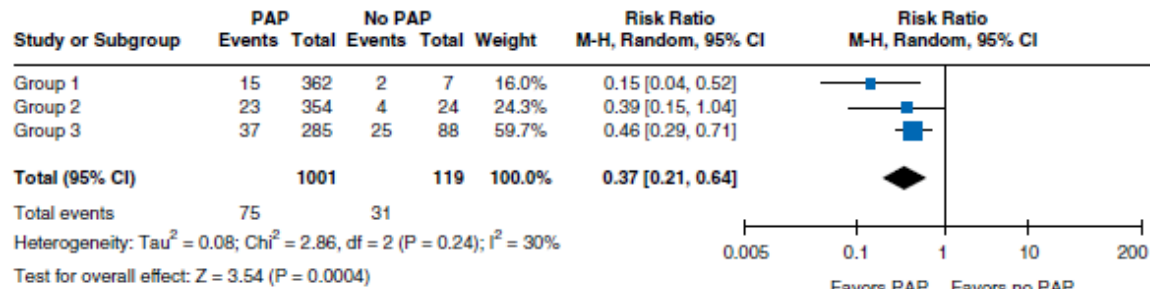 PAP No PAP Risk Ratio Risk Ratio
Study or Subgroup Events Total Events Total Weight M-H, Random, 95% CI M-H, Random, 95% CI
Group 1 15 362 2 7 16.0% 0.15 [0.04, 0.52]
Group 2 23 354 4 24 24.3% 0.39 [0.15, 1.04]
Group 3 37 285 25 88 59.7% 0.46 [0.29, 0.71]
Total (95% CI) 1001 119 100.0% 0.37 [0.21, 0.64]
Total events 75 31
Heterogeneity: Tau² = 0.08; Chi² = 2.86, df = 2 (P = 0.24); I² = 30%
Test for overall effect: Z = 3.54 (P = 0.0004)
0.005 0.1 1 10 200
Favors PAP Favors no PAP